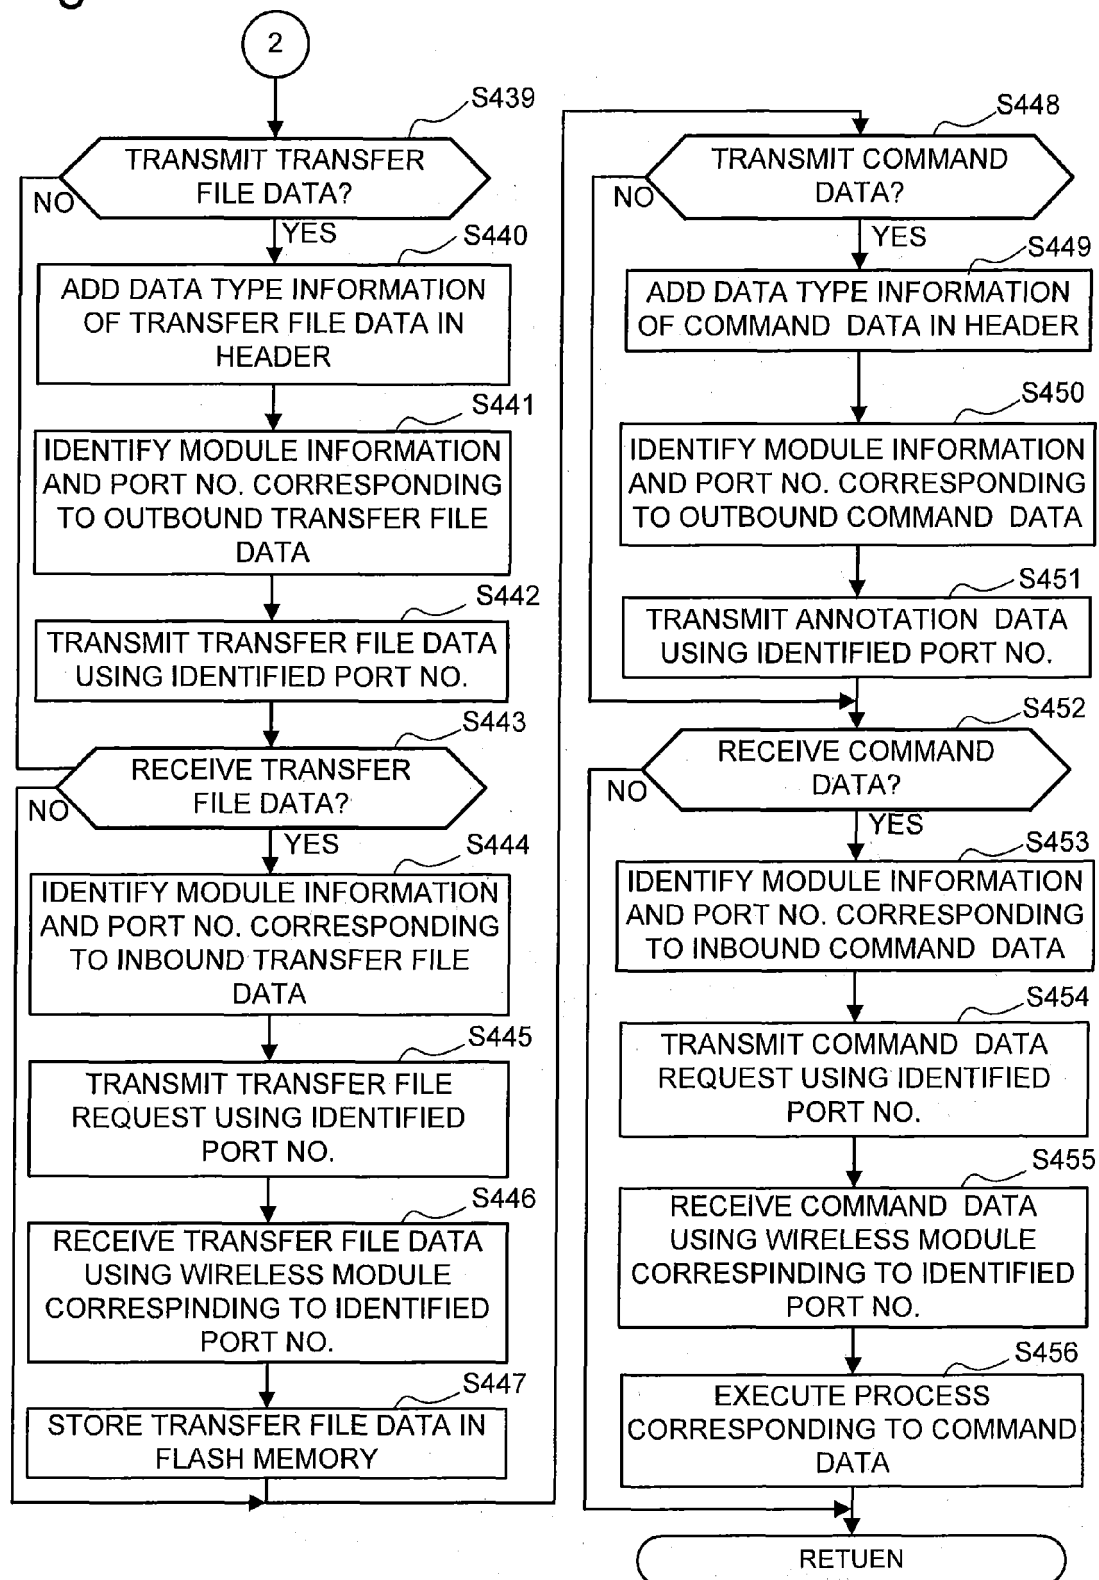 2
S439
TRANSMIT TRANSFER
FILE DATA?
NO
YES
S440
ADD DATA TYPE INFORMATION
OF TRANSFER FILE DATA IN
HEADER
S441
IDENTIFY MODULE INFORMATION
AND PORT NO. CORRESPONDING
TO OUTBOUND TRANSFER FILE
DATA
S442
TRANSMIT TRANSFER FILE DATA
USING IDENTIFIED PORT NO.
S443
RECEIVE TRANSFER
FILE DATA?
NO
YES
S444
IDENTIFY MODULE INFORMATION
AND PORT NO. CORRESPONDING
TO INBOUND TRANSFER FILE
DATA
S445
TRANSMIT TRANSFER FILE
REQUEST USING IDENTIFIED
PORT NO.
S446
RECEIVE TRANSFER FILE DATA
USING WIRELESS MODULE
CORRESPINDING TO IDENTIFIED
PORT NO.
S447
STORE TRANSFER FILE DATA IN
FLASH MEMORY
S448
TRANSMIT COMMAND
DATA?
NO
YES
S449
ADD DATA TYPE INFORMATION
OF COMMAND DATA IN HEADER
S450
IDENTIFY MODULE INFORMATION
AND PORT NO. CORRESPONDING
TO OUTBOUND COMMAND DATA
S451
TRANSMIT ANNOTATION DATA
USING IDENTIFIED PORT NO.
S452
RECEIVE COMMAND
DATA?
NO
YES
S453
IDENTIFY MODULE INFORMATION
AND PORT NO. CORRESPONDING
TO INBOUND COMMAND DATA
S454
TRANSMIT COMMAND DATA
REQUEST USING IDENTIFIED
PORT NO.
S455
RECEIVE COMMAND DATA
USING WIRELESS MODULE
CORRESPINDING TO IDENTIFIED
PORT NO.
S456
EXECUTE PROCESS
CORRESPONDING TO COMMAND
DATA
RETUEN